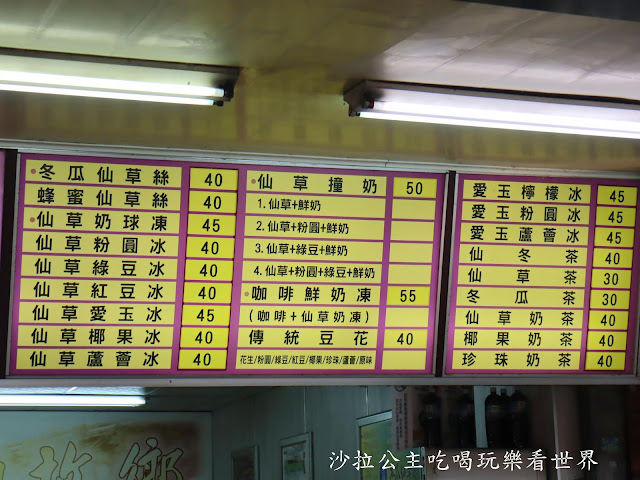 •冬瓜仙草絲 40
蜂蜜仙草絲 40
•仙草奶球凍 45
仙草粉圓冰 40
仙草綠豆冰 40
仙草紅豆冰 40
仙草愛玉冰 45
仙草椰果冰 40
仙草蘆薈冰 40
•仙草撞奶 50
1.仙草+鮮奶
2.仙草+粉圓+鮮奶
3.仙草+綠豆+鮮奶
4.仙草+粉圓+綠豆+鮮奶
•咖啡鮮奶凍 55
(咖啡+仙草奶凍)
傳統豆花 40
花生/粉圓/綠豆/紅豆/椰果/珍珠/蘆薈/原味
愛玉檸檬冰 45
愛玉粉圓冰 45
愛玉蘆薈冰 45
仙冬茶 40
仙草茶 30
冬瓜茶 30
仙草奶茶 40
椰果奶茶 40
珍珠奶茶 40
故鄉
沙拉公主吃喝玩樂看世界